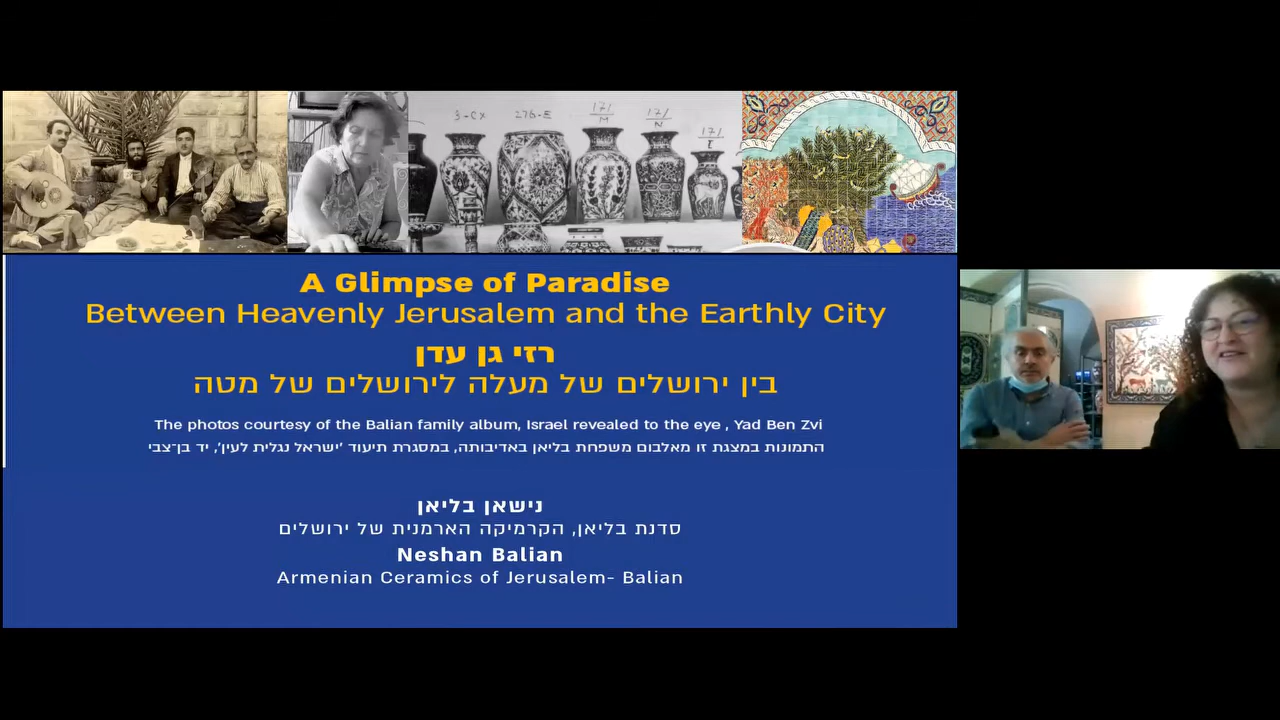 3-CX
276-E
171/M
171/N
171/
A Glimpse of Paradise
Between Heavenly Jerusalem and the Earthly City
רזי גן עדן
בין ירושלים של מעלה לירושלים של מטה
The photos courtesy of the Balian family album, Israel revealed to the eye , Yad Ben Zvi
התמונות במצגת זו מאלבום משפחת בליאן באדיבותה, במסגרת תיעוד 'ישראל נגלית לעין', יד בן־צבי
נישאן בליאן
סדנת בליאן, הקרמיקה הארמנית של ירושלים
Neshan Balian
Armenian Ceramics of Jerusalem- Balian